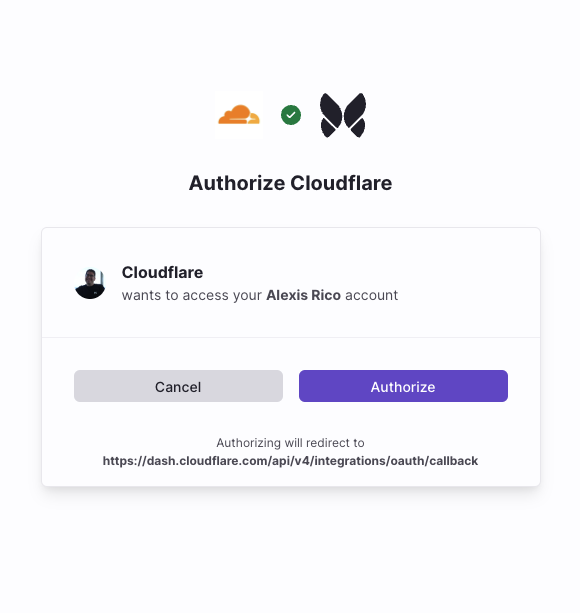 Authorize Cloudflare
Cloudflare
wants to access your Alexis Rico account
Cancel
Authorize
Authorizing will redirect to
https://dash.cloudflare.com/api/v4/integrations/oauth/callback